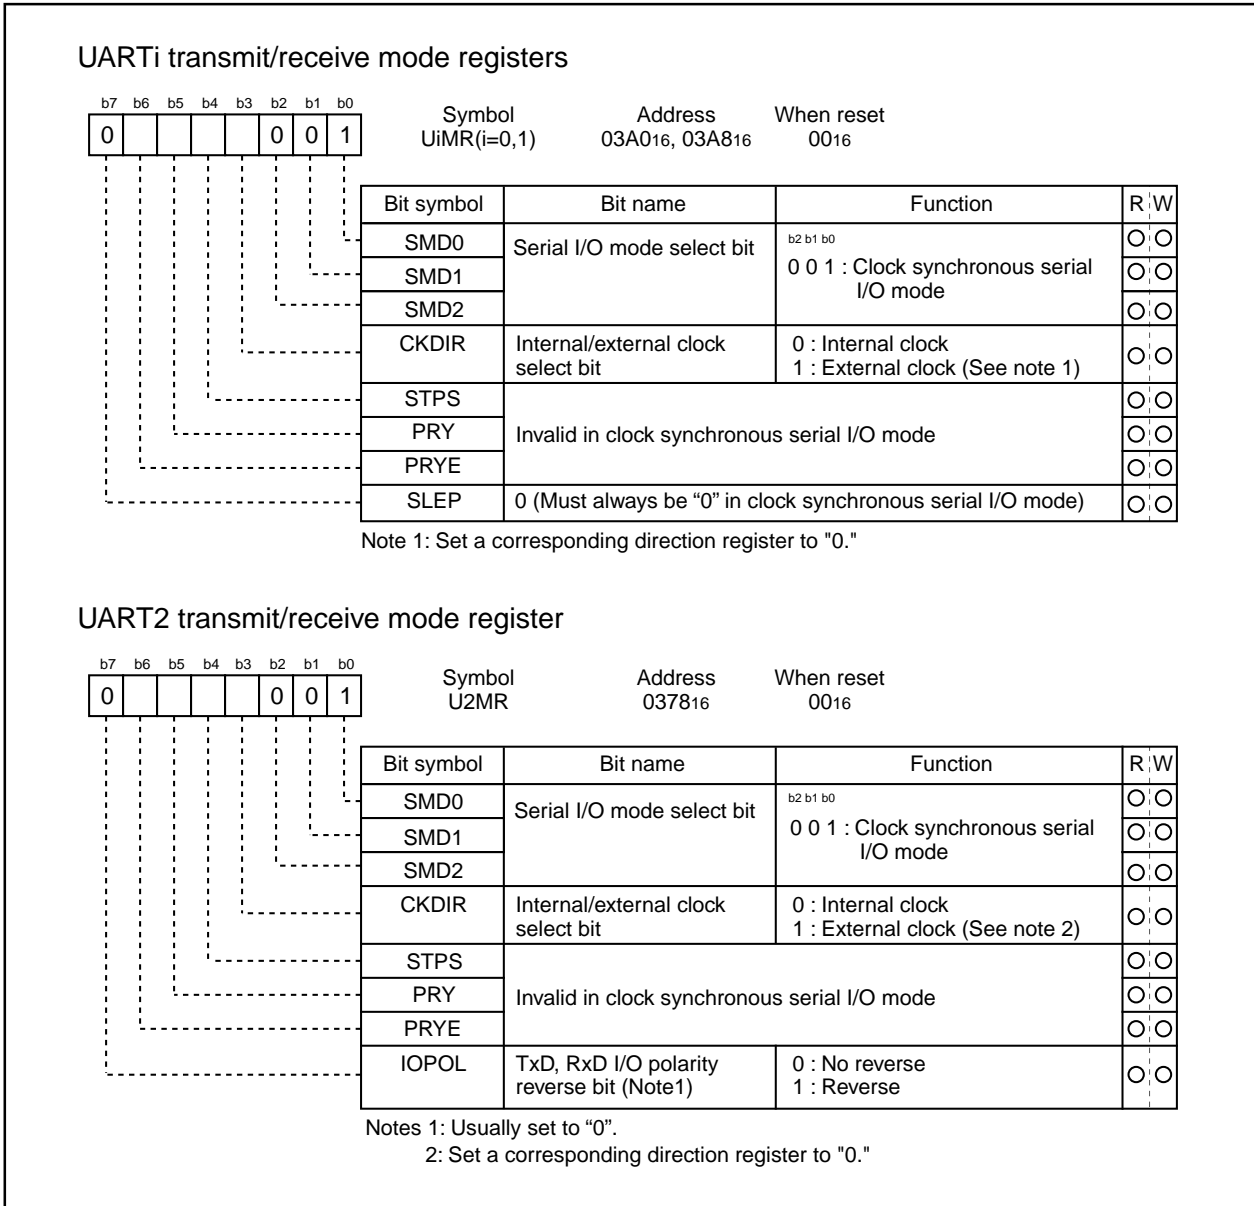 UARTi transmit/receive mode registers
b7 b6 b5 b4 b3 b2 b1 b0
Symbol Address When reset
0 0 0 1 UiMR(i=0,1) 03A016, 03A816 0016
Bit symbol Bit name Function R W
SMD0 Serial I/O mode select bit b2 b1 b0
SMD1 0 0 1 : Clock synchronous serial
I/O mode
SMD2
CKDIR Internal/external clock 0 : Internal clock
select bit 1 : External clock (See note 1)
STPS
PRY Invalid in clock synchronous serial I/O mode
PRYE
SLEP 0 (Must always be “0” in clock synchronous serial I/O mode)
Note 1: Set a corresponding direction register to "0."
UART2 transmit/receive mode register
b7 b6 b5 b4 b3 b2 b1 b0
Symbol Address When reset
0 0 0 1 U2MR 037816 0016
Bit symbol Bit name Function R W
SMD0 Serial I/O mode select bit b2 b1 b0
SMD1 0 0 1 : Clock synchronous serial
I/O mode
SMD2
CKDIR Internal/external clock 0 : Internal clock
select bit 1 : External clock (See note 2)
STPS
PRY Invalid in clock synchronous serial I/O mode
PRYE
IOPOL TxD, RxD I/O polarity 0 : No reverse
reverse bit (Note1) 1 : Reverse
Notes 1: Usually set to “0”.
2: Set a corresponding direction register to "0."